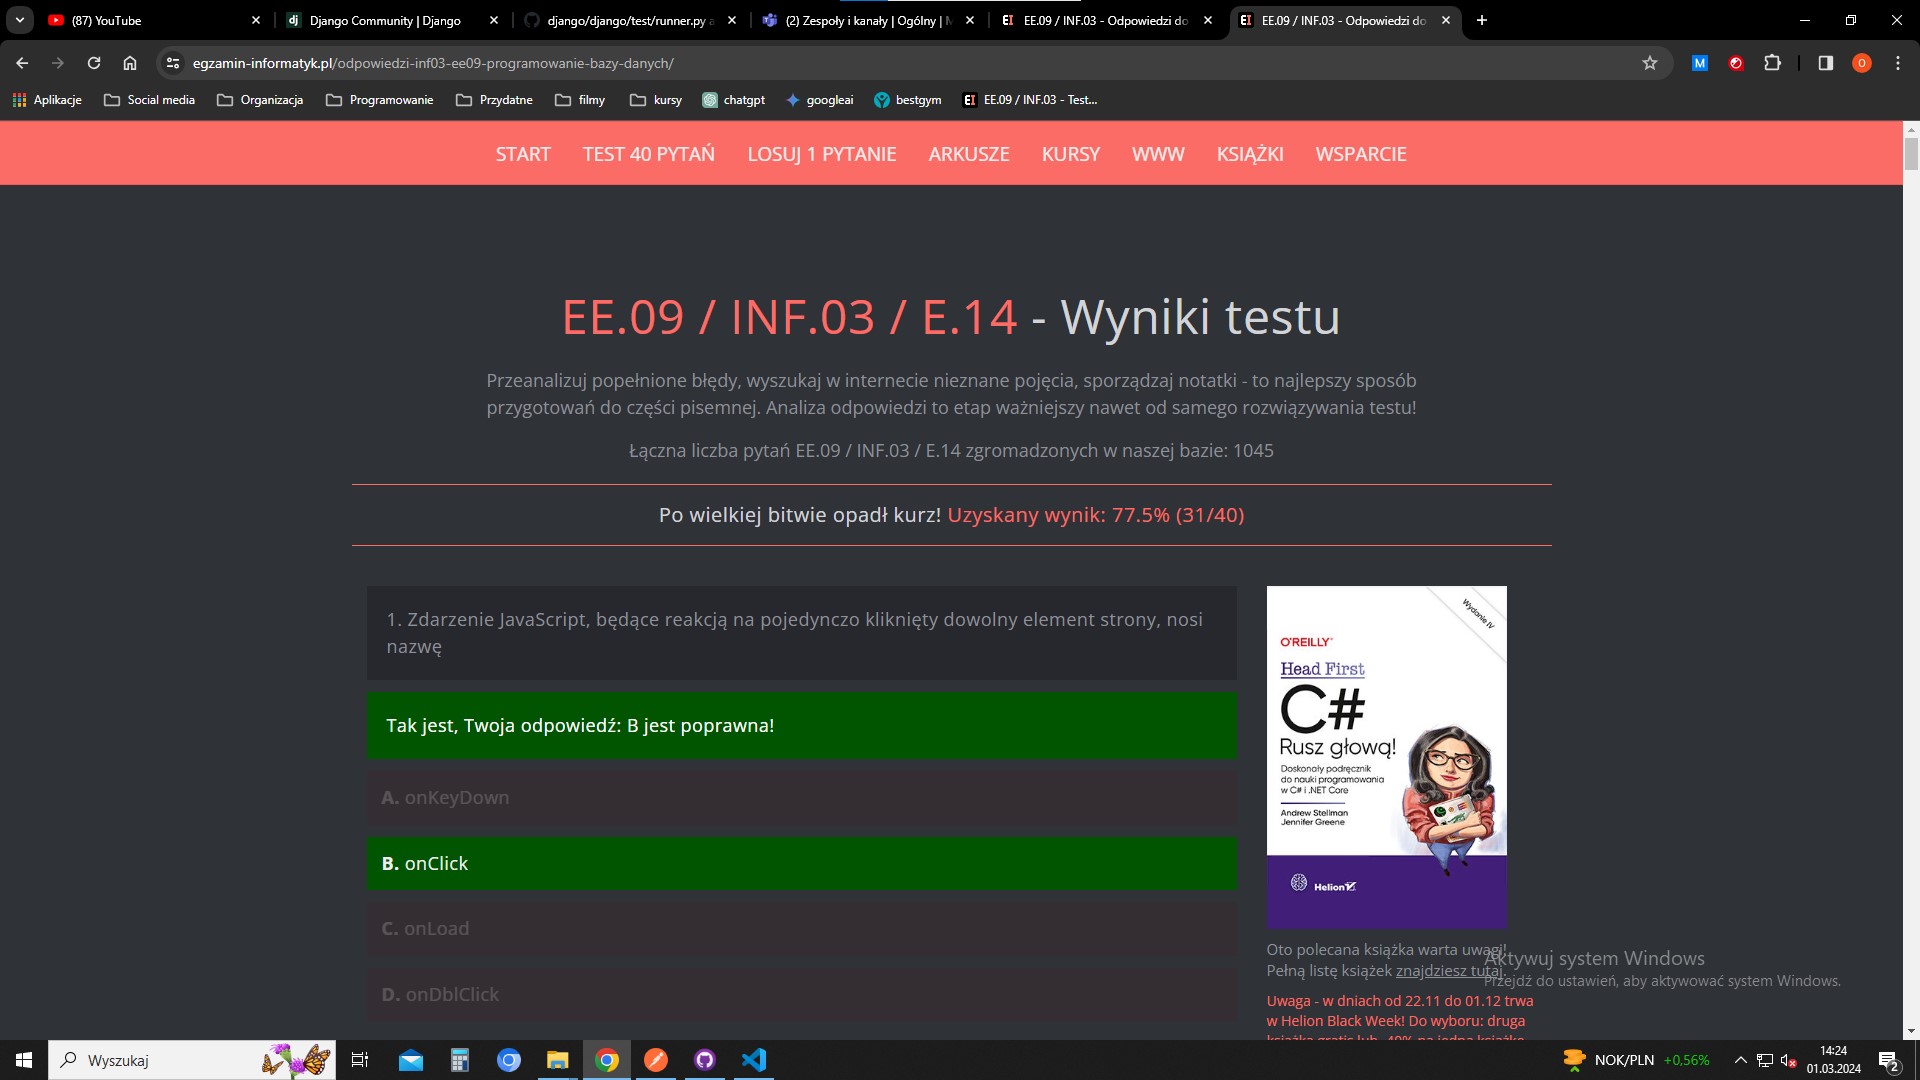 (87) YouTube
Django Community | Django
django/django/test/runner.py a
(2) Zespoły i kanały | Ogólny | M
EE.09 / INF.03 - Odpowiedzi do
EE.09 / INF.03 - Odpowiedzi do
egzamin-informatyk.pl/odpowiedzi-inf03-ee09-programowanie-bazy-danych/
Aplikacje
Social media
Organizacja
Programowanie
Przydatne
filmy
kursy
chatgpt
googleai
bestgym
EE.09 / INF.03 - Test...
START TEST 40 PYTAŃ LOSUJ 1 PYTANIE ARKUSZE KURSY WWW KSIĄŻKI WSPARCIE
EE.09 / INF.03 / E.14 - Wyniki testu
Przeanalizuj popełnione błędy, wyszukaj w internecie nieznane pojęcia, sporządzaj notatki - to najlepszy sposób
przygotowań do części pisemnej. Analiza odpowiedzi to etap ważniejszy nawet od samego rozwiązywania testu!
Łączna liczba pytań EE.09 / INF.03 / E.14 zgromadzonych w naszej bazie: 1045
Po wielkiej bitwie opadł kurz! Uzyskany wynik: 77.5% (31/40)
1. Zdarzenie JavaScript, będące reakcją na pojedynczo kliknięty dowolny element strony, nosi
nazwę
Tak jest, Twoja odpowiedź: B jest poprawna!
A. onKeyDown
B. onClick
C. onLoad
D. onDblClick
Wydanie IV
O'REILLY
Head First
C#
Rusz głową!
Doskonały podręcznik
do nauki programowania
w C# i .NET Core
Andrew Stellman
Jennifer Greene
Helion
Oto polecana książka warta uwagi!
Pełną listę książek znajdziesz tutaj.
Uwaga - w dniach od 22.11 do 01.12 trwa
w Helion Black Week! Do wyboru: druga
książka gratis lub -40% na jedną książkę
Aktywuj system Windows
Przejdź do ustawień, aby aktywować system Windows.
Wyszukaj
NOK/PLN +0,56%
14:24
01.03.2024
2